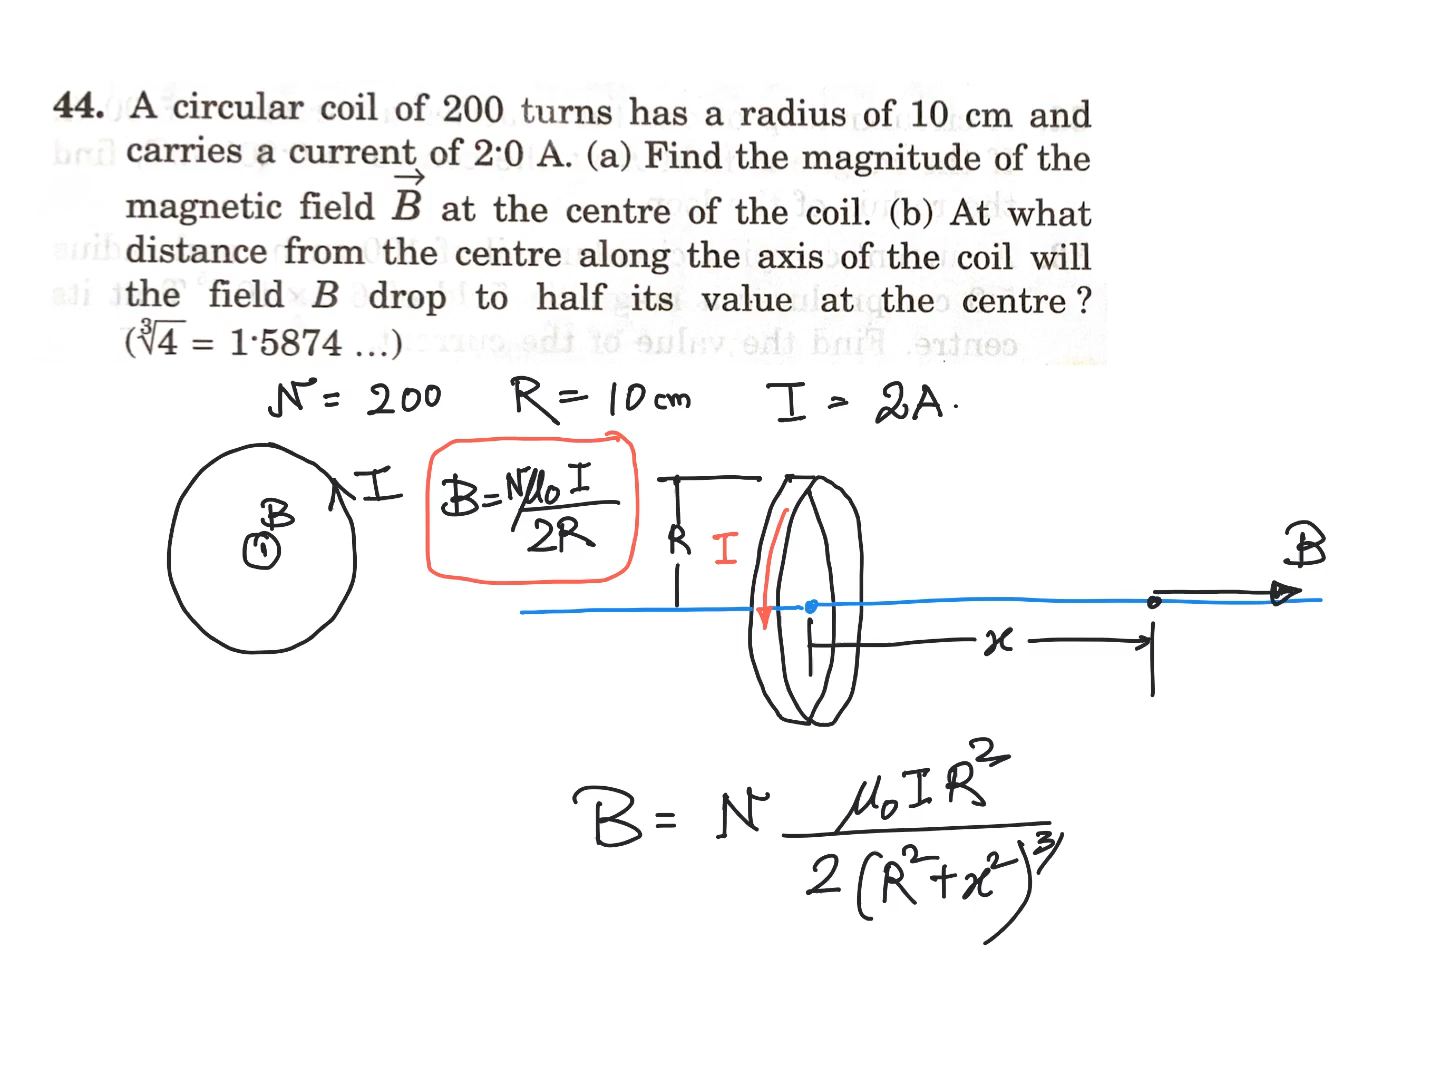 44. A circular coil of 200 turns has a radius of 10 cm and
carries a current of 2·0 A. (a) Find the magnitude of the
magnetic field \vec{B} at the centre of the coil. (b) At what
distance from the centre along the axis of the coil will
the field B drop to half its value at the centre ?
(∛4 = 1·5874 ...)
N = 200 R = 10 cm I = 2A.
I
B
B = Nμ₀I / 2R
R
I
B
x
B = N μ₀IR² / 2(R²+x²)^3/